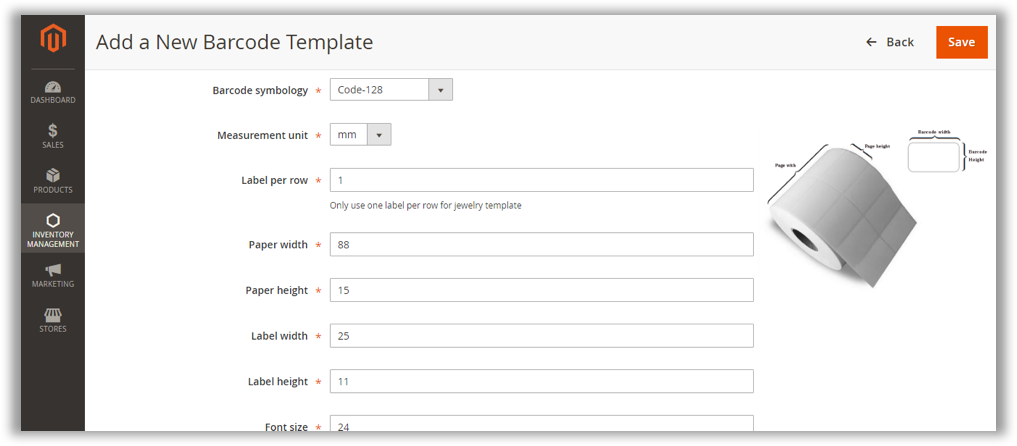 Add a New Barcode Template
← Back
Save
DASHBOARD
$
SALES
PRODUCTS
INVENTORY
MANAGEMENT
MARKETING
STORES
Barcode symbology * Code-128
Measurement unit * mm
Label per row * 1
Only use one label per row for jewelry template
Paper width * 88
Paper height * 15
Label width * 25
Label height * 11
Font size * 24
Page with
Page height
Barcode width
Barcode
Height